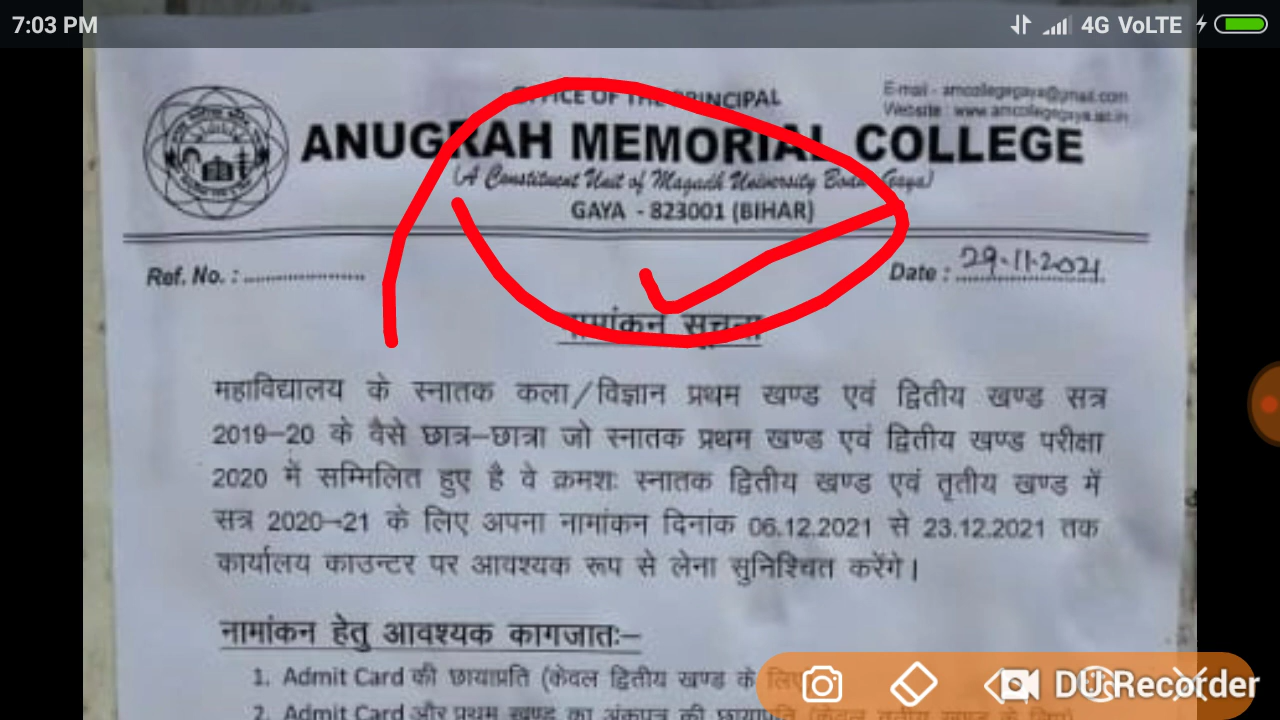 7:03 PM
4G VoLTE
OFFICE OF THE PRINCIPAL
E-mail - amcollegegaya@gmail.com
Website : www.amcollegegaya.ac.in
ANUGRAH MEMORIAL COLLEGE
(A Constituent Unit of Magadh University Bodh Gaya)
GAYA - 823001 (BIHAR)
Ref. No. : ......................
Date : 29.11.2021
नामांकन सूचना
महाविद्यालय के स्नातक कला/विज्ञान प्रथम खण्ड एवं द्वितीय खण्ड सत्र
2019-20 के वैसे छात्र-छात्रा जो स्नातक प्रथम खण्ड एवं द्वितीय खण्ड परीक्षा
2020 में सम्मिलित हुए है वे क्रमशः स्नातक द्वितीय खण्ड एवं तृतीय खण्ड में
सत्र 2020-21 के लिए अपना नामांकन दिनांक 06.12.2021 से 23.12.2021 तक
कार्यालय काउन्टर पर आवश्यक रूप से लेना सुनिश्चित करेंगे।
नामांकन हेतु आवश्यक कागजातः-
1. Admit Card की छायाप्रति (केवल द्वितीय खण्ड के
DU Recorder
2. Admit Card और प्रथम खण्ड का अंकपत्र की छायाप्रति